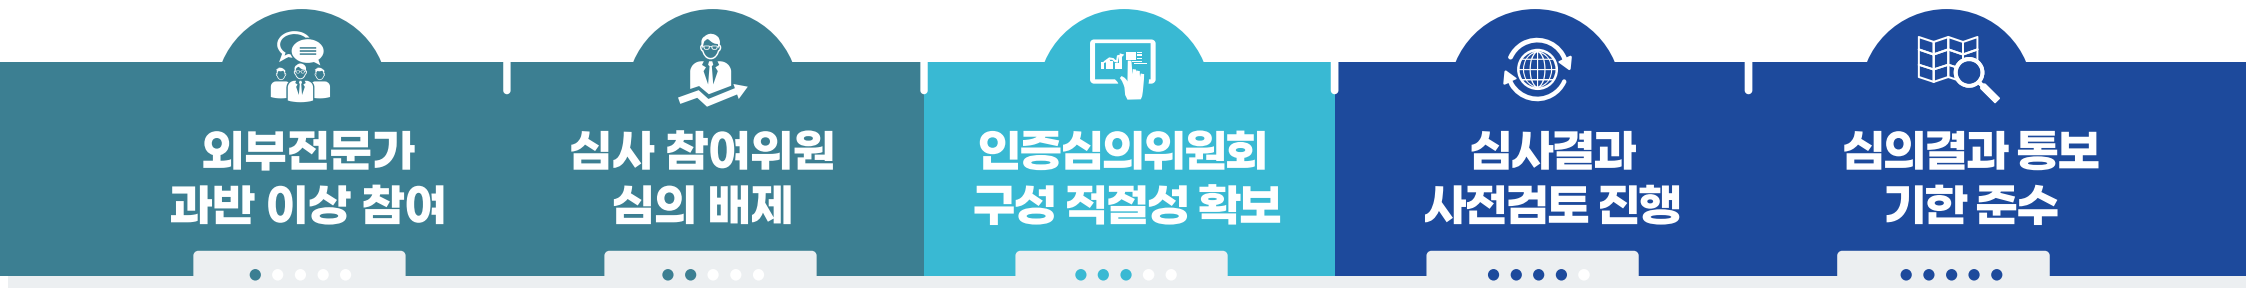 외부전문가
과반 이상 참여
심사 참여위원
심의 배제
인증심의위원회
구성 적절성 확보
심사결과
사전검토 진행
심의결과 통보
기한 준수